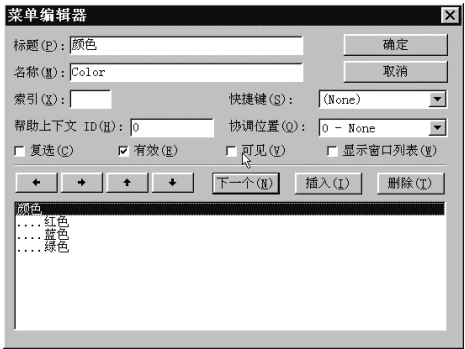 菜单编辑器
标题(P): 颜色 确定
名称(M): Color 取消
索引(X): 快捷键(S): (None)
帮助上下文 ID(H): 0 协调位置(O): 0 - None
复选(C) 有效(E) 可见(V) 显示窗口列表(W)
下一个(N) 插入(I) 删除(T)
颜色
....红色
....蓝色
....绿色